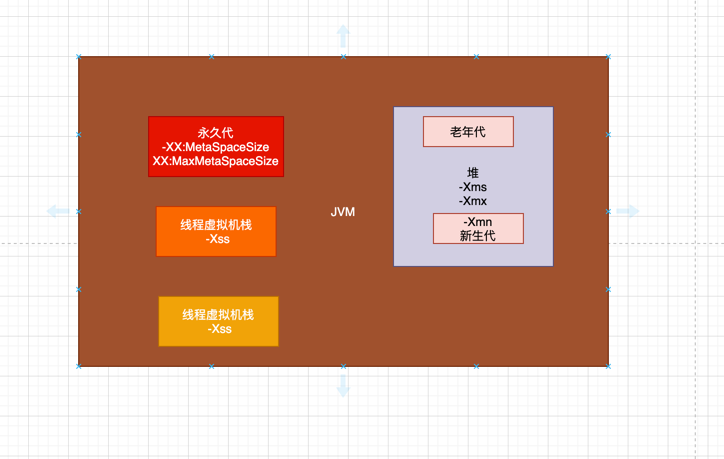 永久代
-XX:MetaSpaceSize
XX:MaxMetaSpaceSize
线程虚拟机栈
-Xss
线程虚拟机栈
-Xss
JVM
老年代
堆
-Xms
-Xmx
-Xmn
新生代